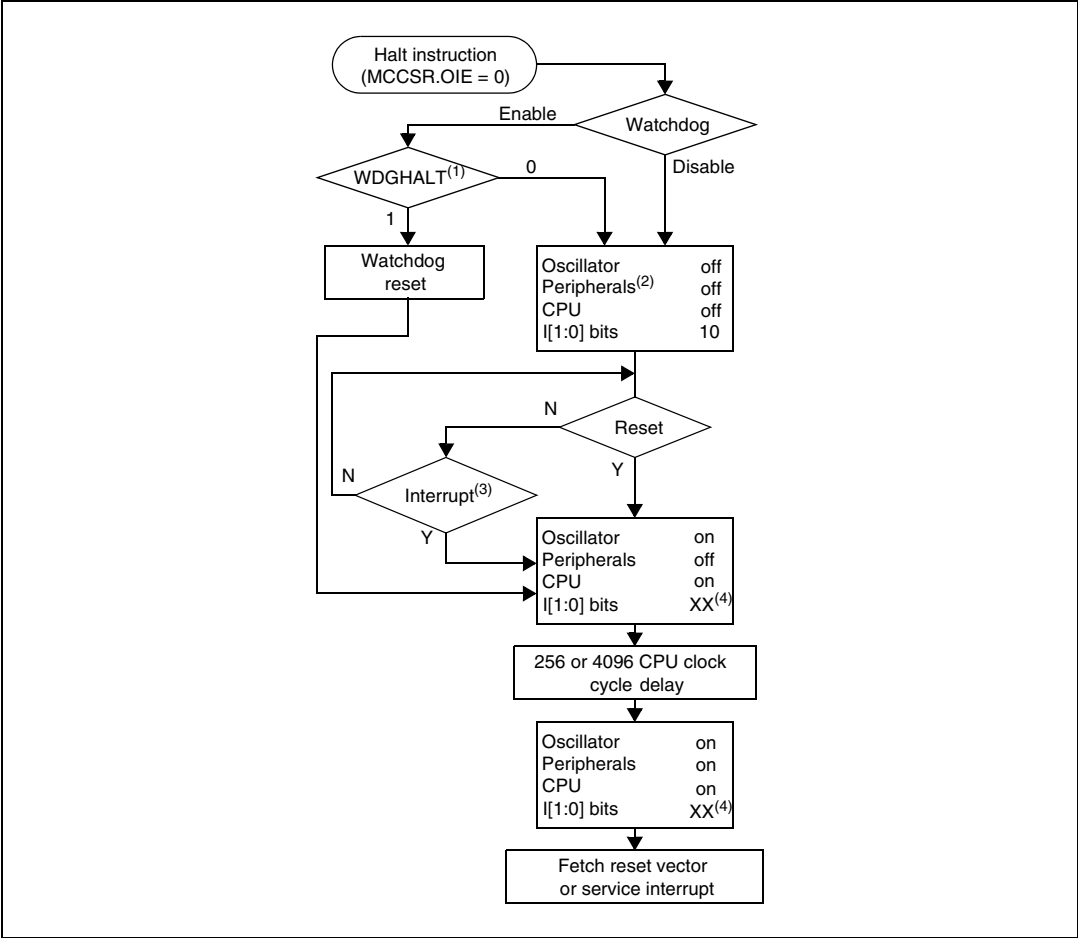 Halt instruction
(MCCSR.OIE = 0)
Enable
Watchdog
WDGHALT(1)
0
Disable
1
Watchdog
reset
Oscillator off
Peripherals(2) off
CPU off
I[1:0] bits 10
N
Reset
Y
N
Interrupt(3)
Y
Oscillator on
Peripherals off
CPU on
I[1:0] bits XX(4)
256 or 4096 CPU clock
cycle delay
Oscillator on
Peripherals on
CPU on
I[1:0] bits XX(4)
Fetch reset vector
or service interrupt